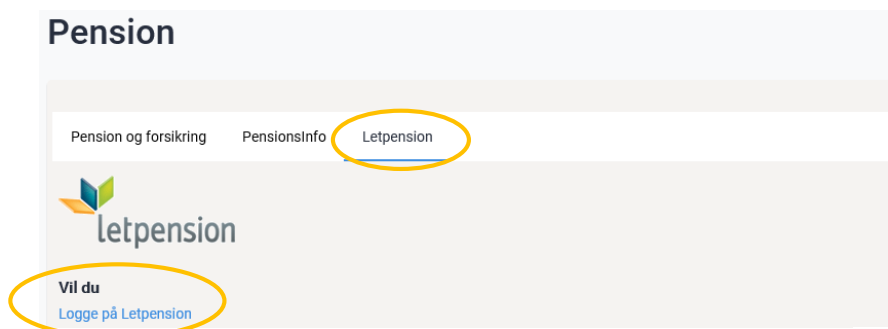 Pension
Pension og forsikring PensionsInfo Letpension
letpension
Vil du
Logge på Letpension